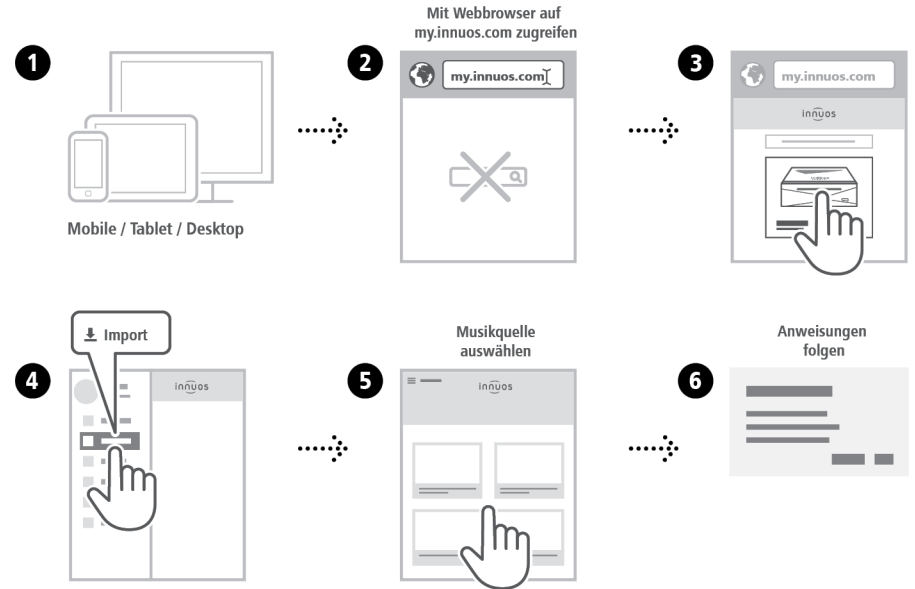 1
Mobile / Tablet / Desktop
2
Mit Webbrowser auf
my.innuos.com zugreifen
my.innuos.com
3
my.innuos.com
innuos
4
Import
innuos
5
Musikquelle
auswählen
innuos
6
Anweisungen
folgen